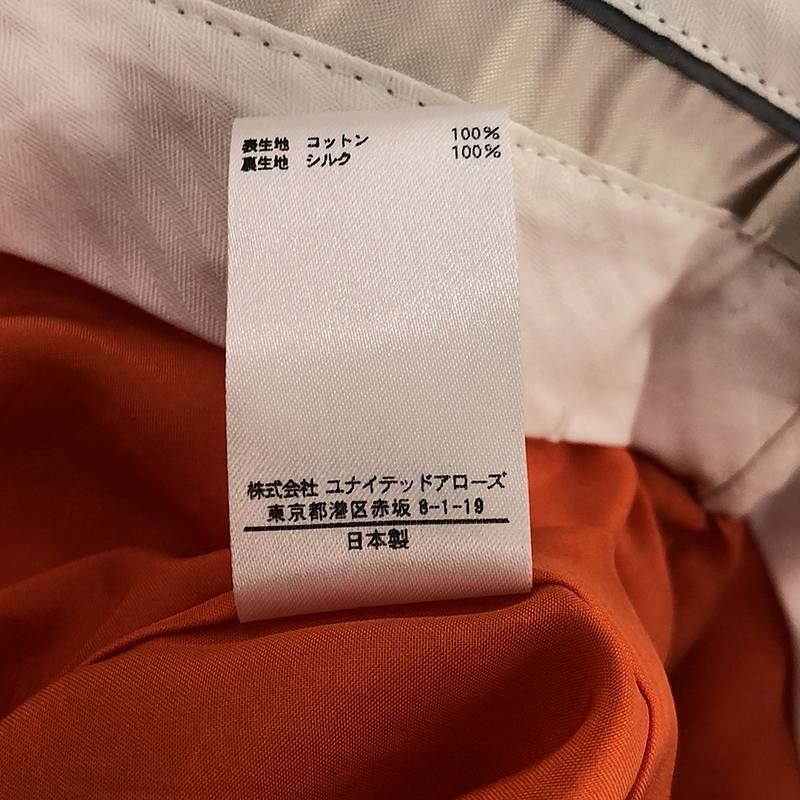 表生地 コットン 100%
裏生地 シルク 100%
株式会社 ユナイテッドアローズ
東京都港区赤坂 8-1-19
日本製